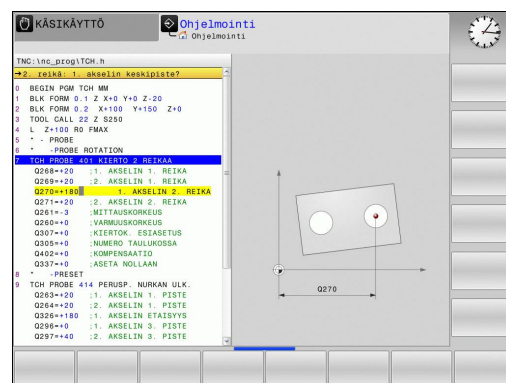 KÄSIKÄYTTÖ
Ohjelmointi
Ohjelmointi
TNC:\nc_prog\TCH.h
→2. reikä: 1. akselin keskipiste?
0 BEGIN PGM TCH MM
1 BLK FORM 0.1 Z X+0 Y+0 Z-20
2 BLK FORM 0.2 X+100 Y+150 Z+0
3 TOOL CALL 22 Z S250
4 L Z+100 R0 FMAX
5 * - PROBE
6 * -PROBE ROTATION
7 TCH PROBE 401 KIERTO 2 REIKAA
Q268=+20 ;1. AKSELIN 1. REIKA
Q269=+20 ;2. AKSELIN 1. REIKA
Q270=+180 1. AKSELIN 2. REIKA
Q271=+20 ;2. AKSELIN 2. REIKA
Q261=-3 ;MITTAUSKORKEUS
Q260=+0 ;VARMUUSKORKEUS
Q307=+0 ;KIERTOK. ESIASETUS
Q305=+0 ;NUMERO TAULUKOSSA
Q402=+0 ;KOMPENSAATIO
Q337=+0 ;ASETA NOLLAAN
8 * -PRESET
9 TCH PROBE 414 PERUSP. NURKAN ULK.
Q263=+20 ;1. AKSELIN 1. PISTE
Q264=+20 ;2. AKSELIN 1. PISTE
Q326=+180 ;1. AKSELIN ETAISYYS
Q296=+0 ;1. AKSELIN 3. PISTE
Q297=+40 ;2. AKSELIN 3. PISTE
Q270